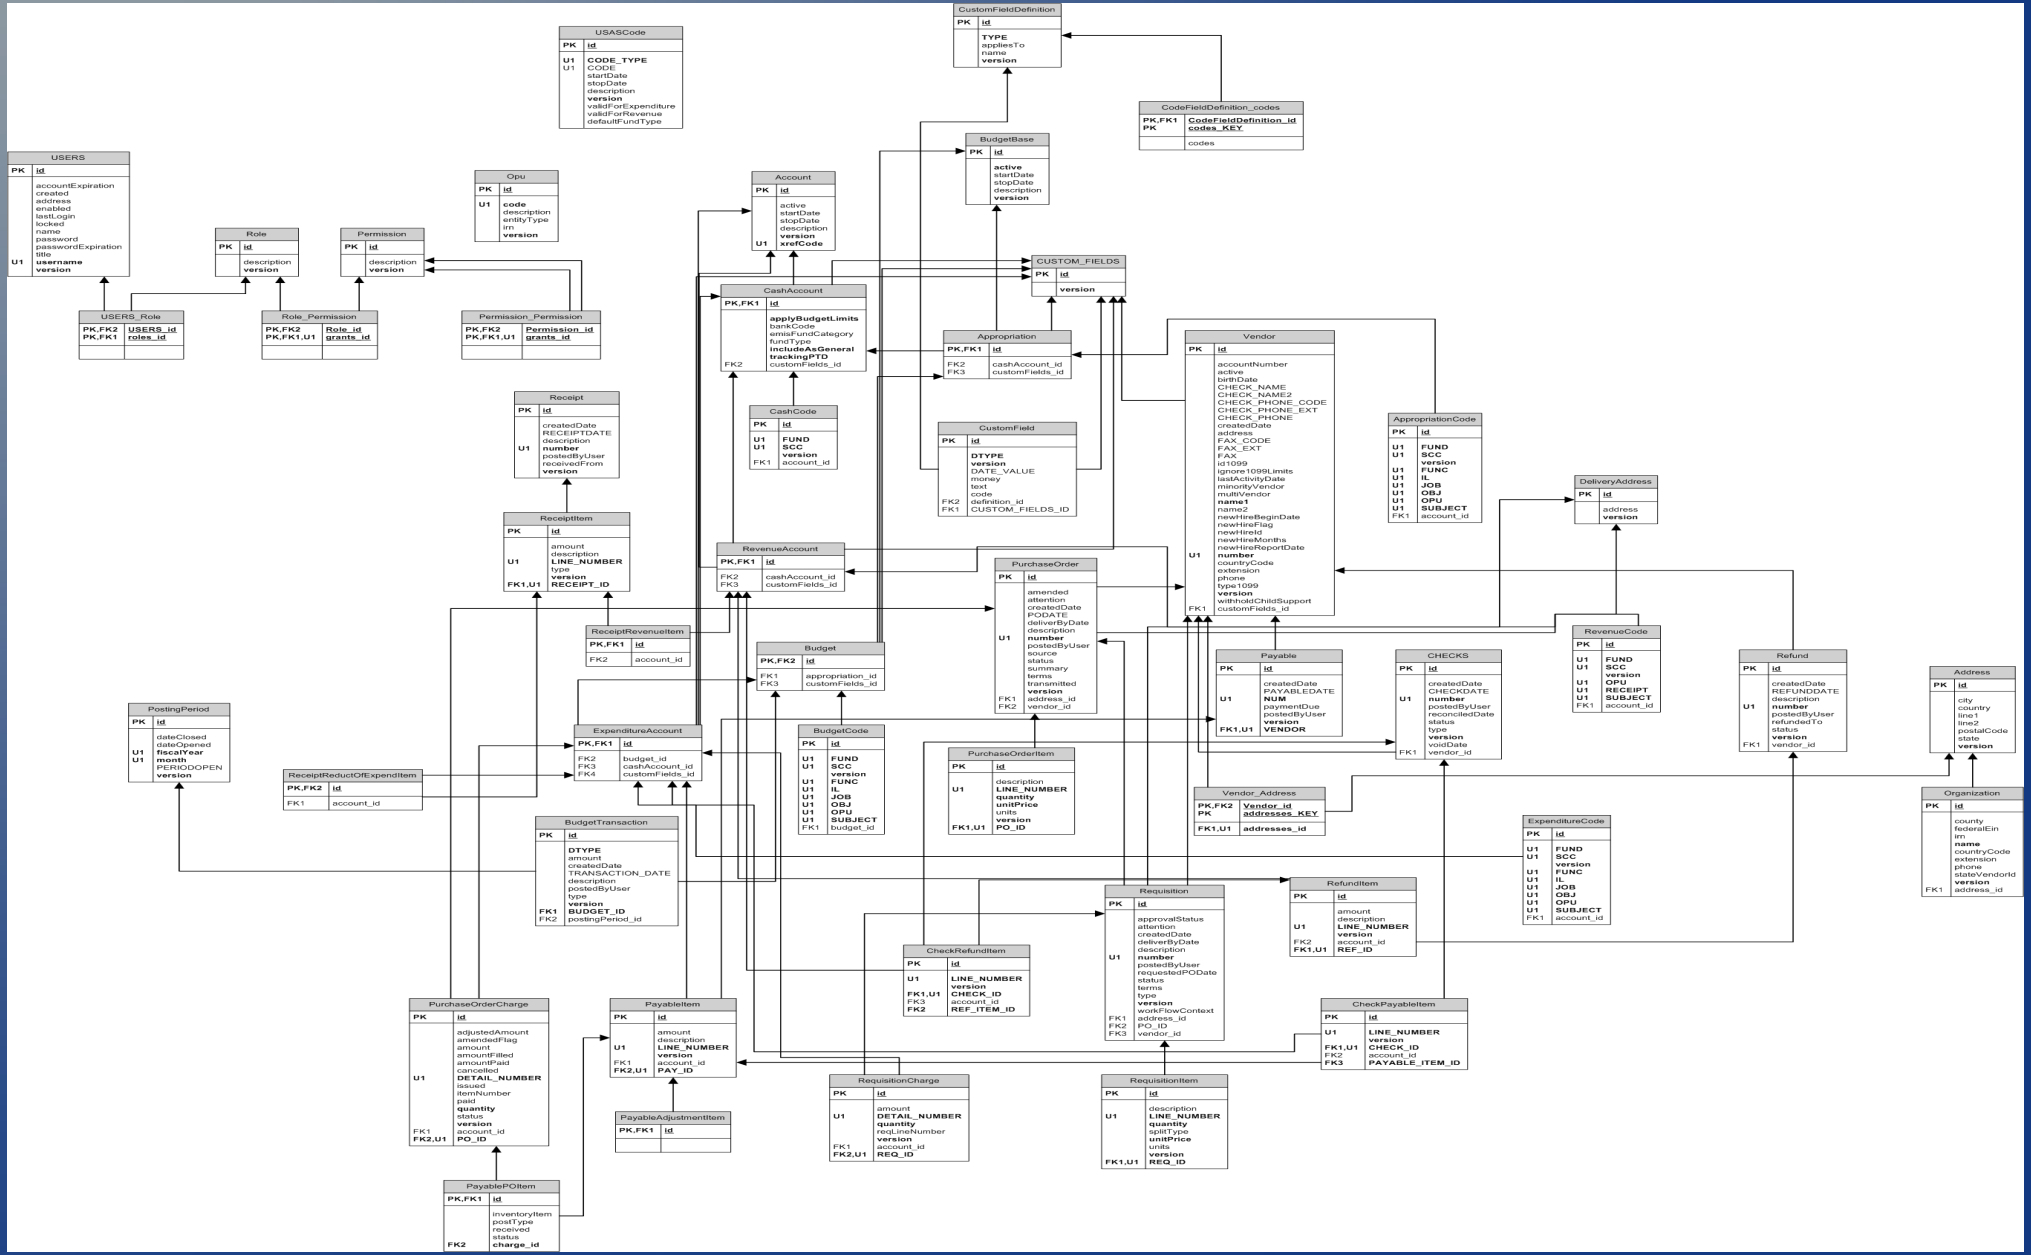 CustomFieldDefinition
PK id
TYPE
appliesTo
name
version
USASCode
PK id
U1 CODE_TYPE
U1 CODE
startDate
stopDate
description
version
validForExpenditure
validForRevenue
defaultFundType
CodeFieldDefinition_codes
PK,FK1 CodeFieldDefinition_id
PK codes_KEY
codes
BudgetBase
PK id
active
startDate
stopDate
description
version
USERS
PK id
accountExpiration
created
address
enabled
lastLogin
locked
name
password
passwordExpiration
title
U1 username
version
Opu
PK id
U1 code
description
entityType
irn
version
Account
PK id
active
startDate
stopDate
description
version
U1 xrefCode
Role
PK id
description
version
Permission
PK id
description
version
CUSTOM_FIELDS
PK id
version
CashAccount
PK,FK1 id
applyBudgetLimits
bankCode
emisFundCategory
fundType
includeAsGeneral
trackingPTD
FK2 customFields_id
USERS_Role
PK,FK2 USERS_id
PK,FK1 roles_id
Role_Permission
PK,FK2 Role_id
PK,FK1,U1 grants_id
Permission_Permission
PK,FK2 Permission_id
PK,FK1,U1 grants_id
Appropriation
PK,FK1 id
FK2 cashAccount_id
FK3 customFields_id
Vendor
PK id
accountNumber
active
birthDate
CHECK_NAME
CHECK_NAME2
CHECK_PHONE_CODE
CHECK_PHONE_EXT
CHECK_PHONE
createdDate
address
FAX_CODE
FAX_EXT
FAX
id1099
ignore1099Limits
lastActivityDate
minorityVendor
multiVendor
name1
name2
newHireBeginDate
newHireFlag
newHireId
newHireMonths
newHireReportDate
U1 number
countryCode
extension
phone
type1099
version
withholdChildSupport
FK1 customFields_id
Receipt
PK id
createdDate
RECEIPTDATE
description
U1 number
postedByUser
receivedFrom
version
CashCode
PK id
U1 FUND
U1 SCC
version
FK1 account_id
CustomField
PK id
DTYPE
version
DATE_VALUE
money
text
code
FK2 definition_id
FK1 CUSTOM_FIELDS_ID
AppropriationCode
PK id
U1 FUND
U1 SCC
version
U1 FUNC
U1 IL
U1 JOB
U1 OBJ
U1 OPU
U1 SUBJECT
FK1 account_id
DeliveryAddress
PK id
address
version
ReceiptItem
PK id
amount
description
U1 LINE_NUMBER
type
version
FK1,U1 RECEIPT_ID
RevenueAccount
PK,FK1 id
FK2 cashAccount_id
FK3 customFields_id
PurchaseOrder
PK id
amended
attention
createdDate
PODATE
deliverByDate
description
U1 number
postedByUser
source
status
summary
terms
transmitted
version
FK1 address_id
FK2 vendor_id
ReceiptRevenueItem
PK,FK1 id
FK2 account_id
Budget
PK,FK2 id
FK1 appropriation_id
FK3 customFields_id
Payable
PK id
createdDate
PAYABLEDATE
U1 NUM
paymentDue
postedByUser
version
FK1,U1 VENDOR
CHECKS
PK id
createdDate
CHECKDATE
U1 number
postedByUser
reconciledDate
status
type
version
voidDate
FK1 vendor_id
RevenueCode
PK id
U1 FUND
U1 SCC
version
U1 OPU
U1 RECEIPT
U1 SUBJECT
FK1 account_id
Refund
PK id
createdDate
REFUNDDATE
description
U1 number
postedByUser
refundedTo
status
version
FK1 vendor_id
Address
PK id
city
country
line1
line2
postalCode
state
version
PostingPeriod
PK id
dateClosed
dateOpened
U1 fiscalYear
U1 month
PERIODOPEN
version
ExpenditureAccount
PK,FK1 id
FK2 budget_id
FK3 cashAccount_id
FK4 customFields_id
BudgetCode
PK id
U1 FUND
U1 SCC
version
U1 FUNC
U1 IL
U1 JOB
U1 OBJ
U1 OPU
U1 SUBJECT
FK1 budget_id
PurchaseOrderItem
PK id
description
U1 LINE_NUMBER
quantity
unitPrice
units
version
FK1,U1 PO_ID
ReceiptReductOfExpendItem
PK,FK2 id
FK1 account_id
Vendor_Address
PK,FK2 Vendor_id
PK addresses_KEY
FK1,U1 addresses_id
Organization
PK id
county
federalEin
irn
name
countryCode
extension
phone
stateVendorId
version
FK1 address_id
BudgetTransaction
PK id
DTYPE
amount
createdDate
TRANSACTION_DATE
description
postedByUser
type
version
FK1 BUDGET_ID
FK2 postingPeriod_id
ExpenditureCode
PK id
U1 FUND
U1 SCC
version
U1 FUNC
U1 IL
U1 JOB
U1 OBJ
U1 OPU
U1 SUBJECT
FK1 account_id
Requisition
PK id
approvalStatus
attention
createdDate
deliverByDate
description
U1 number
postedByUser
requestedPODate
status
terms
type
version
workFlowContext
FK1 address_id
FK2 PO_ID
FK3 vendor_id
RefundItem
PK id
amount
description
U1 LINE_NUMBER
version
FK2 account_id
FK1,U1 REF_ID
CheckRefundItem
PK id
U1 LINE_NUMBER
version
FK1,U1 CHECK_ID
FK3 account_id
FK2 REF_ITEM_ID
PurchaseOrderCharge
PK id
adjustedAmount
amendedFlag
amount
amountFilled
amountPaid
cancelled
U1 DETAIL_NUMBER
issued
itemNumber
paid
quantity
status
version
FK1 account_id
FK2,U1 PO_ID
PayableItem
PK id
amount
description
U1 LINE_NUMBER
version
FK1 account_id
FK2,U1 PAY_ID
CheckPayableItem
PK id
U1 LINE_NUMBER
version
FK1,U1 CHECK_ID
FK2 account_id
FK3 PAYABLE_ITEM_ID
RequisitionCharge
PK id
amount
U1 DETAIL_NUMBER
quantity
reqLineNumber
version
FK1 account_id
FK2,U1 REQ_ID
RequisitionItem
PK id
description
U1 LINE_NUMBER
quantity
splitType
unitPrice
units
version
FK1,U1 REQ_ID
PayableAdjustmentItem
PK,FK1 id
PayablePOItem
PK,FK1 id
inventoryItem
postType
received
status
FK2 charge_id